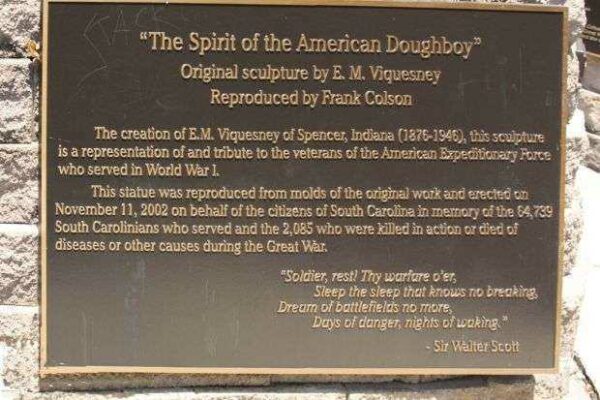 "The Spirit of the American Doughboy"
Original sculpture by E. M. Viquesney
Reproduced by Frank Colson
The creation of E.M. Viquesney of Spencer, Indiana (1876-1946), this sculpture
is a representation of and tribute to the veterans of the American Expeditionary Force
who served in World War I.
This statue was reproduced from molds of the original work and erected on
November 11, 2002 on behalf of the citizens of South Carolina in memory of the 64,739
South Carolinians who served and the 2,085 who were killed in action or died of
diseases or other causes during the Great War.
"Soldier, rest! Thy warfare o'er,
Sleep the sleep that knows no breaking,
Dream of battlefields no more,
Days of danger, nights of waking."
- Sir Walter Scott